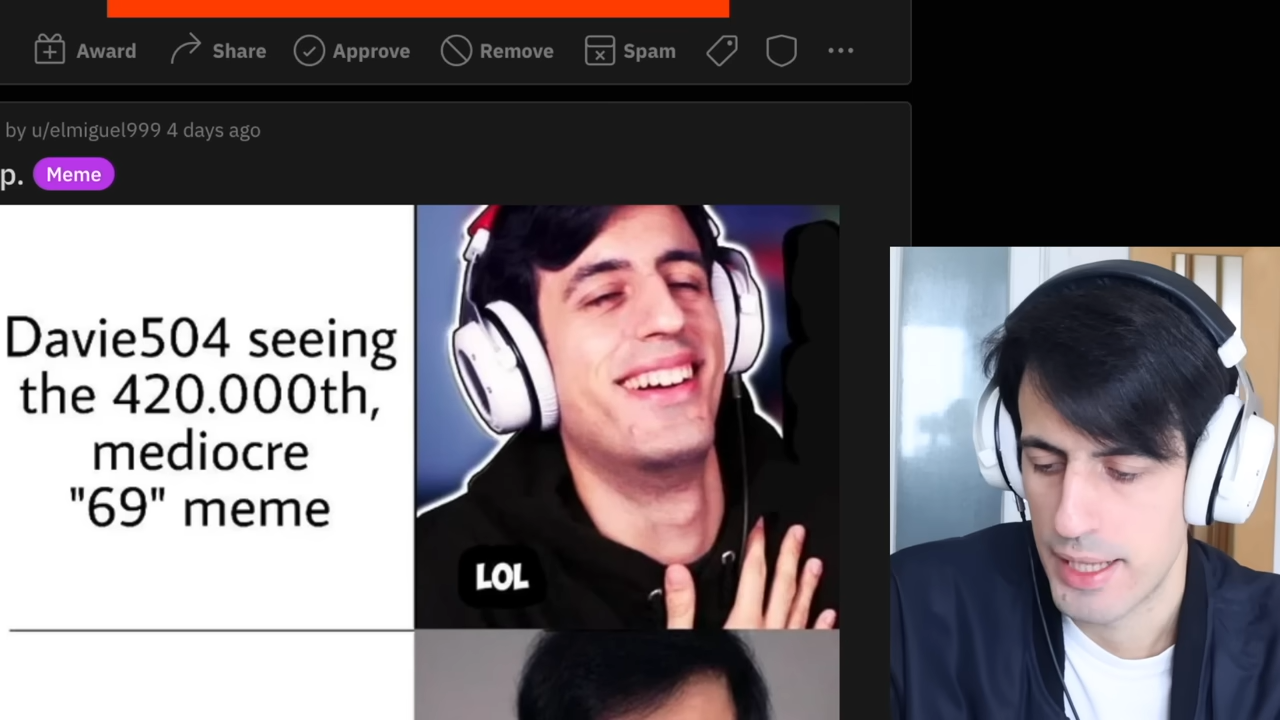 Award Share Approve Remove Spam
by u/elmiguel999 4 days ago
p. Meme
Davie504 seeing
the 420.000th,
mediocre
"69" meme
LOL